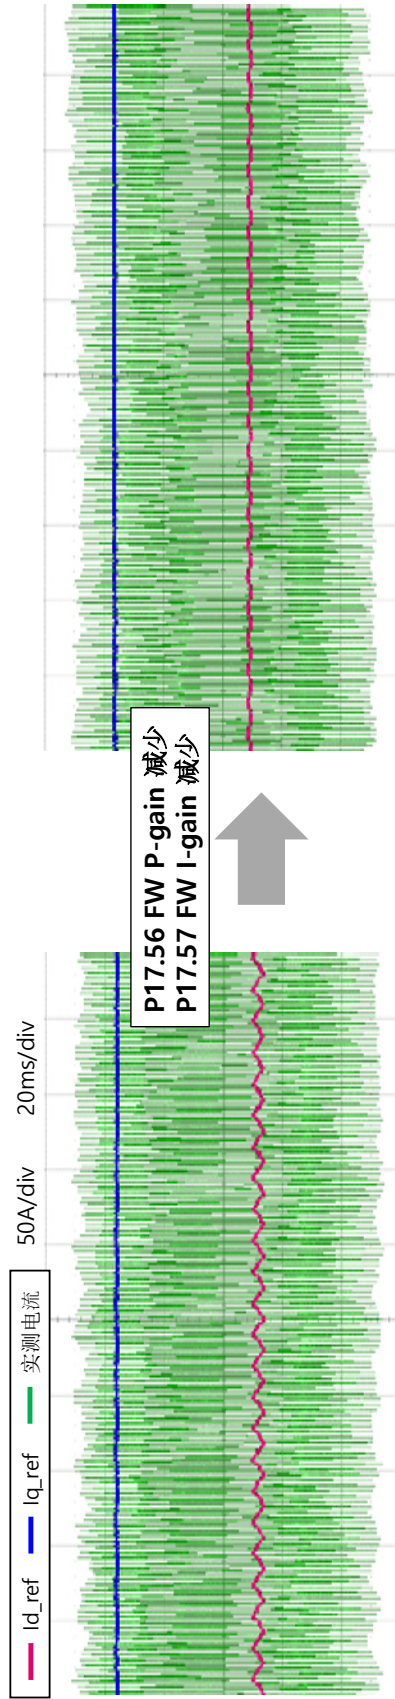 Id_ref Iq_ref 实测电流 50A/div 20ms/div
P17.56 FW P-gain 减少
P17.57 FW I-gain 减少